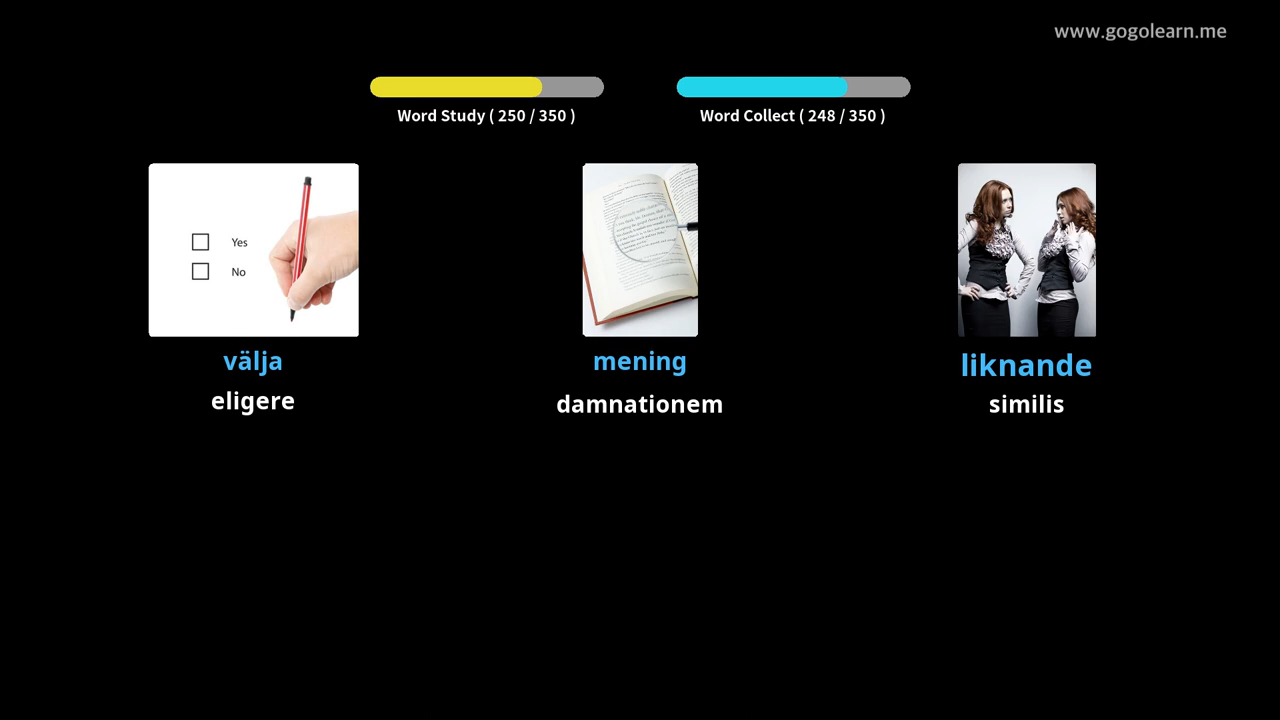 www.gogolearn.me
Word Study ( 250 / 350 )
Word Collect ( 248 / 350 )
Yes
No
välja
mening
liknande
eligere
damnationem
similis